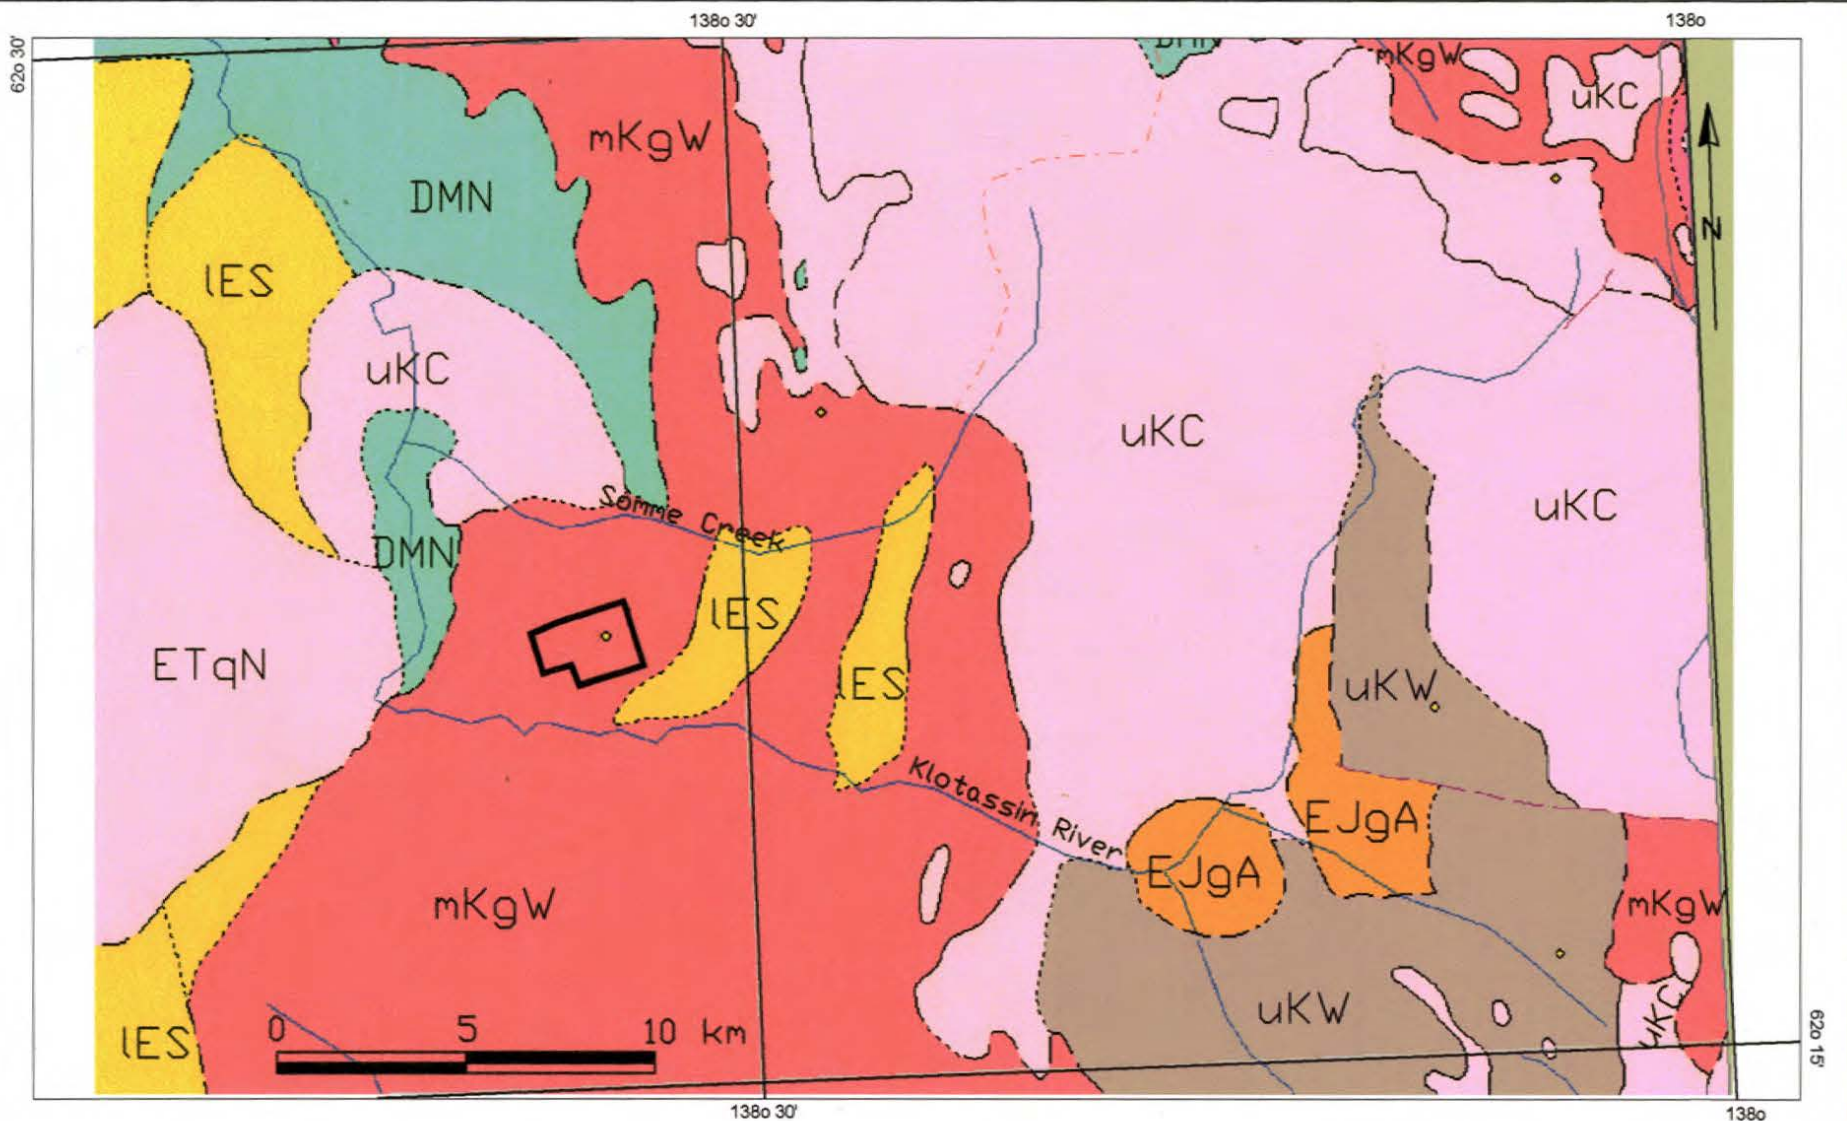 138o 30'
138o
62o 30'
mKgW
uKC
mKgW
DMN
N
lES
uKC
uKC
uKC
Somme Creek
DMN
lES
ETqN
lES
uKW
Klotassin River
EJgA
EJgA
mKgW
mKgW
uKC
uKW
lES
0 5 10 km
62o 15'
138o 30'
138o